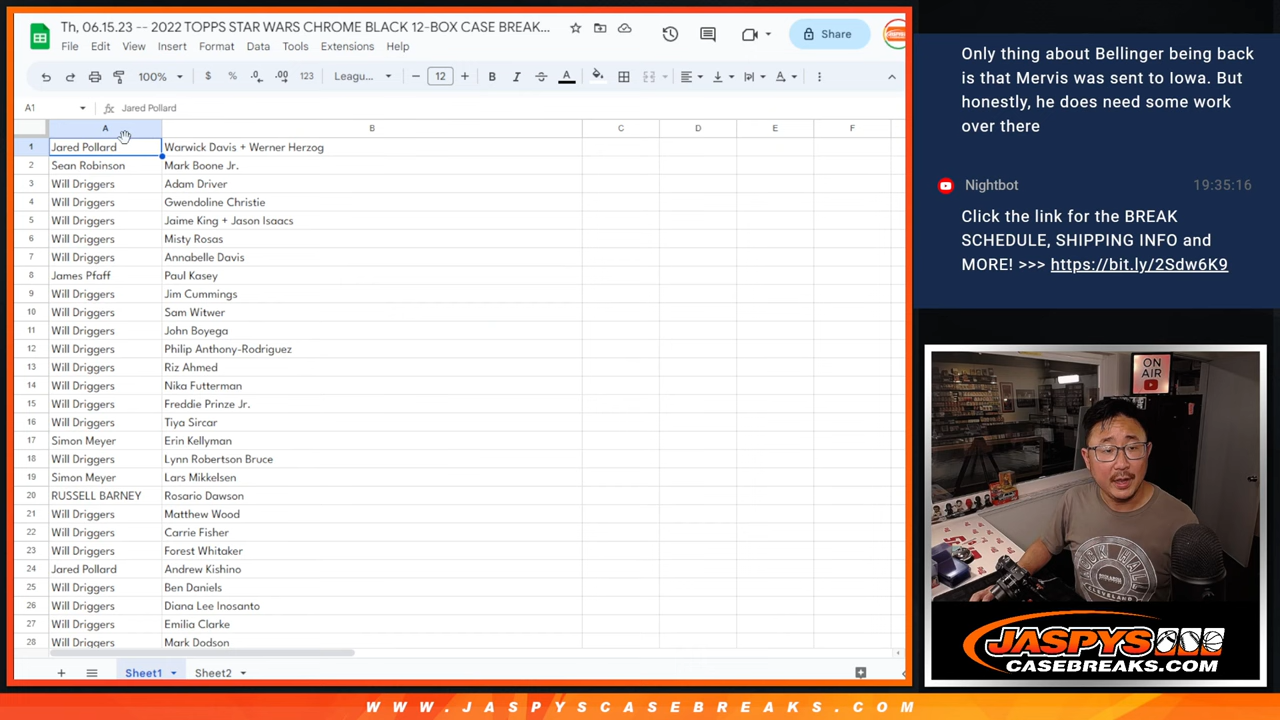 Th, 06.15.23 -- 2022 TOPPS STAR WARS CHROME BLACK 12-BOX CASE BREAK...
Share
File Edit View Insert Format Data Tools Extensions Help
100% $ % .0 .00 123 Leagu... − 12 + B I A
A1 fx Jared Pollard
A B C D E F
1 Jared Pollard Warwick Davis + Werner Herzog
2 Sean Robinson Mark Boone Jr.
3 Will Driggers Adam Driver
4 Will Driggers Gwendoline Christie
5 Will Driggers Jaime King + Jason Isaacs
6 Will Driggers Misty Rosas
7 Will Driggers Annabelle Davis
8 James Pfaff Paul Kasey
9 Will Driggers Jim Cummings
10 Will Driggers Sam Witwer
11 Will Driggers John Boyega
12 Will Driggers Philip Anthony-Rodriguez
13 Will Driggers Riz Ahmed
14 Will Driggers Nika Futterman
15 Will Driggers Freddie Prinze Jr.
16 Will Driggers Tiya Sircar
17 Simon Meyer Erin Kellyman
18 Will Driggers Lynn Robertson Bruce
19 Simon Meyer Lars Mikkelsen
20 RUSSELL BARNEY Rosario Dawson
21 Will Driggers Matthew Wood
22 Will Driggers Carrie Fisher
23 Will Driggers Forest Whitaker
24 Jared Pollard Andrew Kishino
25 Will Driggers Ben Daniels
26 Will Driggers Diana Lee Inosanto
27 Will Driggers Emilia Clarke
28 Will Driggers Mark Dodson
+ Sheet1 Sheet2
Only thing about Bellinger being back
is that Mervis was sent to Iowa. But
honestly, he does need some work
over there
Nightbot 19:35:16
Click the link for the BREAK
SCHEDULE, SHIPPING INFO and
MORE! >>> https://bit.ly/2Sdw6K9
ON
AIR
CLEVELAND
JASPYS
CASEBREAKS.COM
WWW.JASPYSCASEBREAKS.COM